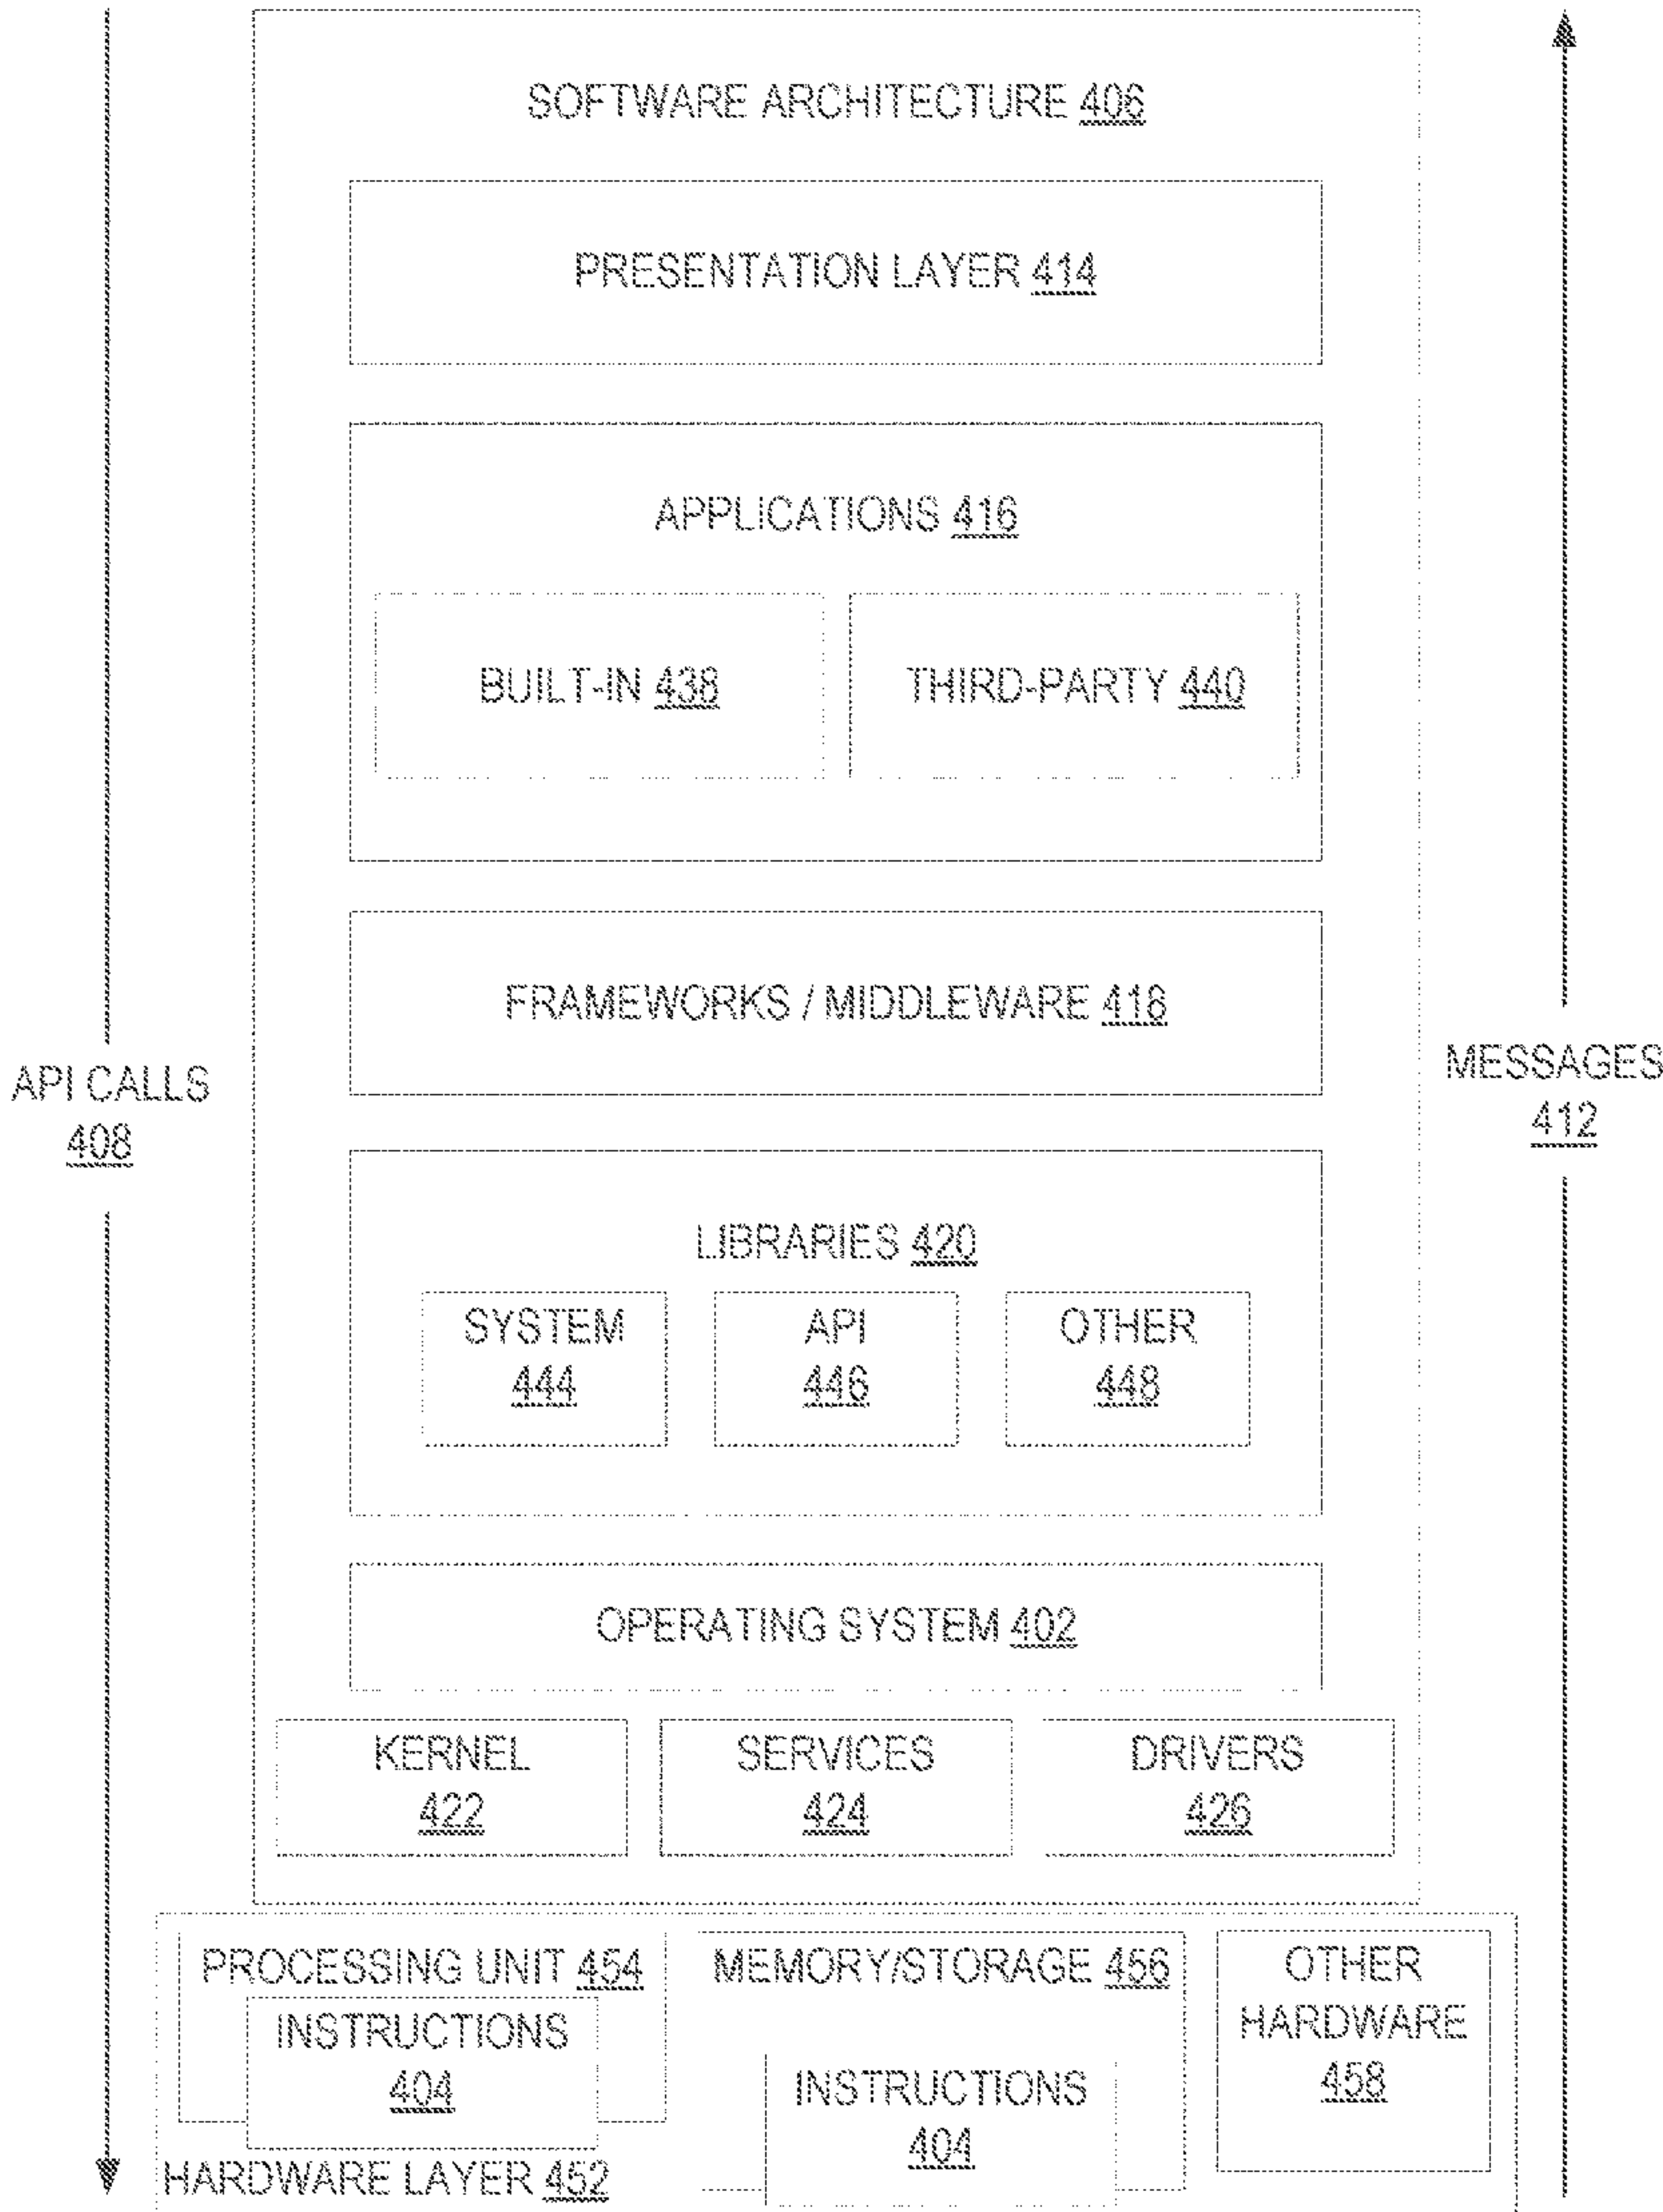 SOFTWARE ARCHITECTURE 406
PRESENTATION LAYER 414
APPLICATIONS 416
BUILT-IN 438
THIRD-PARTY 440
FRAMEWORKS / MIDDLEWARE 418
API CALLS
408
MESSAGES
412
LIBRARIES 420
SYSTEM
444
API
446
OTHER
448
OPERATING SYSTEM 402
KERNEL
422
SERVICES
424
DRIVERS
426
PROCESSING UNIT 454
INSTRUCTIONS
404
MEMORY/STORAGE 456
INSTRUCTIONS
404
OTHER
HARDWARE
458
HARDWARE LAYER 452